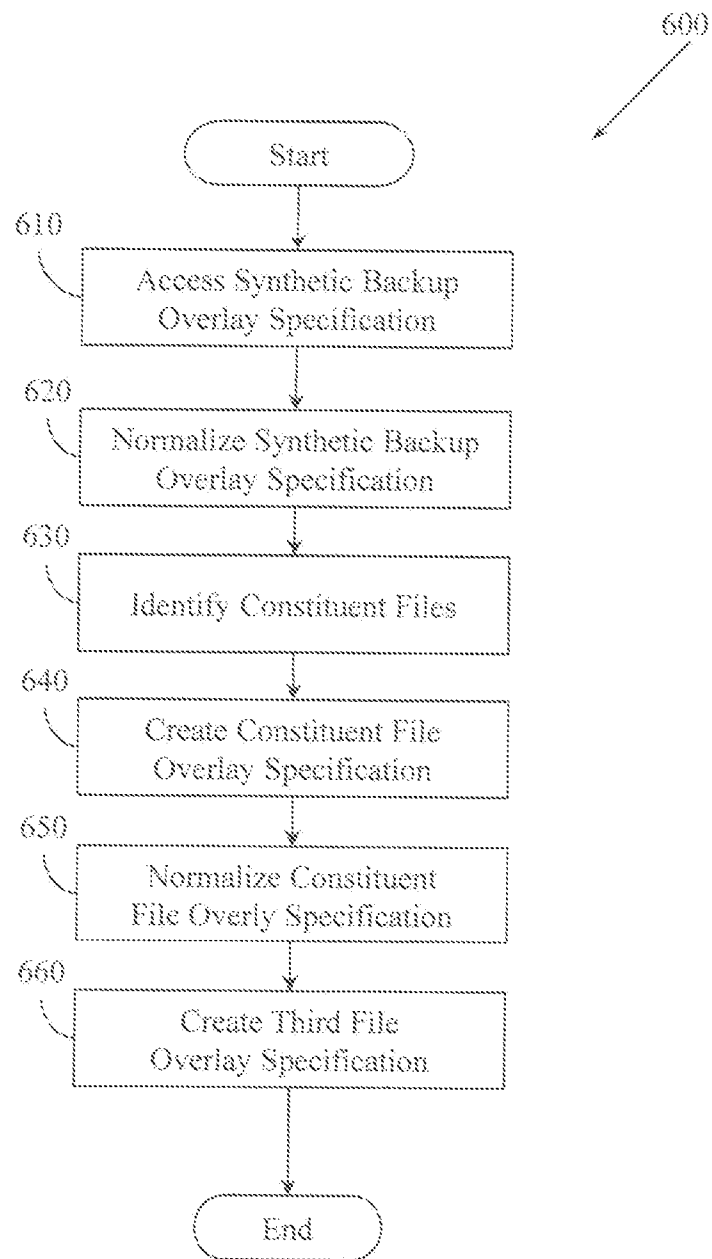 600
Start
610
Access Synthetic Backup
Overlay Specification
620
Normalize Synthetic Backup
Overlay Specification
630
Identify Constituent Files
640
Create Constituent File
Overlay Specification
650
Normalize Constituent
File Overly Specification
660
Create Third File
Overlay Specification
End